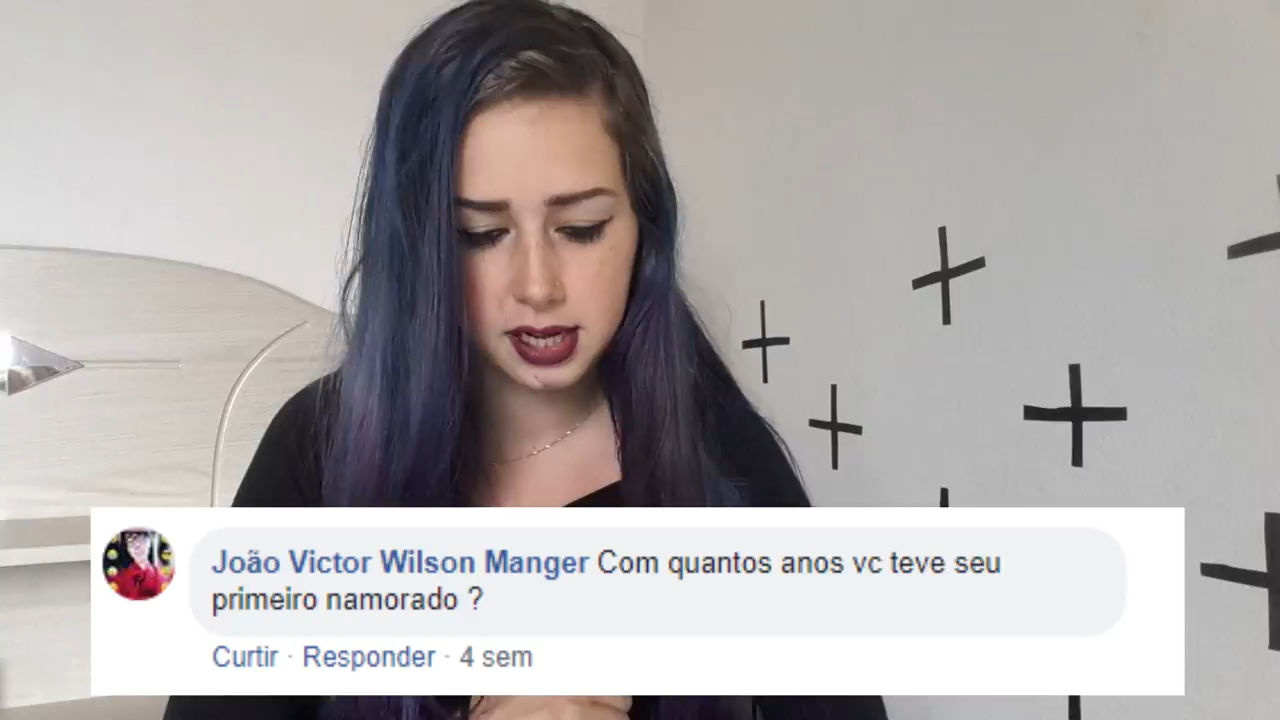 João Victor Wilson Manger Com quantos anos vc teve seu
primeiro namorado ?
Curtir · Responder · 4 sem